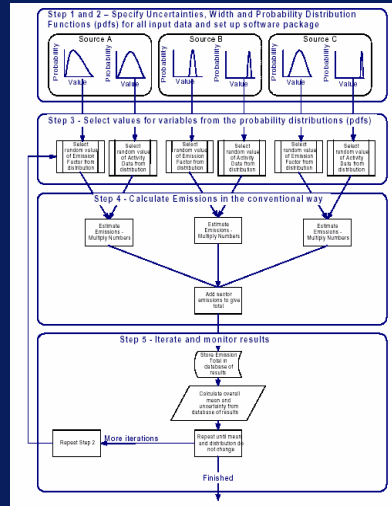 Step 1 and 2 – Specify Uncertainties, Width and Probability Distribution
Functions (pdfs) for all input data and set up software package
Source A
Source B
Source C
Probability
Probability
Probability
Probability
Probability
Probability
Value
Value
Value
Value
Value
Value
Step 3 - Select values for variables from the probability distributions (pdfs)
Select
random value
of Emission
Factor from
distribution
Select
random value
of Activity
Data from
distribution
Select
random value
of Emission
Factor from
distribution
Select
random value
of Activity
Data from
distribution
Select
random value
of Emission
Factor from
distribution
Select
random value
of Activity
Data from
distribution
Step 4 - Calculate Emissions in the conventional way
Estimate
Emissions -
Multiply Numbers
Estimate
Emissions -
Multiply Numbers
Estimate
Emissions -
Multiply Numbers
Add sector
emissions to give
total
Step 5 - Iterate and monitor results
Store Emission
Total in
database of
results
Calculate overall
mean and
uncertainty from
database of results
Repeat Step 2
More iterations
Repeat until mean
and distribution do
not change
Finished